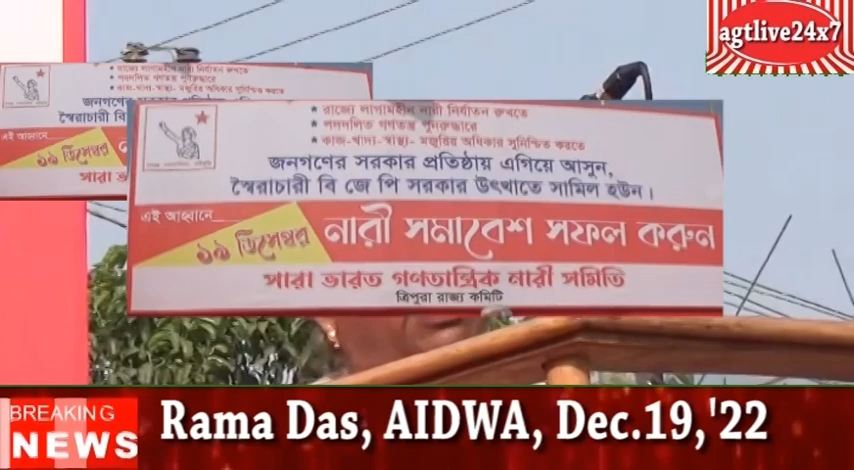 agtlive24x7
★ রাজ্যে লাগামহীন নারী নির্যাতন রুখতে
★ পদদলিত গণতন্ত্র পুনরুদ্ধারে
★ কাজ-খাদ্য-স্বাস্থ্য- মজুরির অধিকার সুনিশ্চিত করতে
জনগণের সরকার প্রতিষ্ঠায় এগিয়ে আসুন,
স্বৈরাচারী বি জে পি সরকার উৎখাতে সামিল হউন।
এই আহ্বানে
১৯ ডিসেম্বর নারী সমাবেশ সফল করুন
সারা ভারত গণতান্ত্রিক নারী সমিতি
ত্রিপুরা রাজ্য কমিটি
BREAKING
NEWS
Rama Das, AIDWA, Dec.19,'22